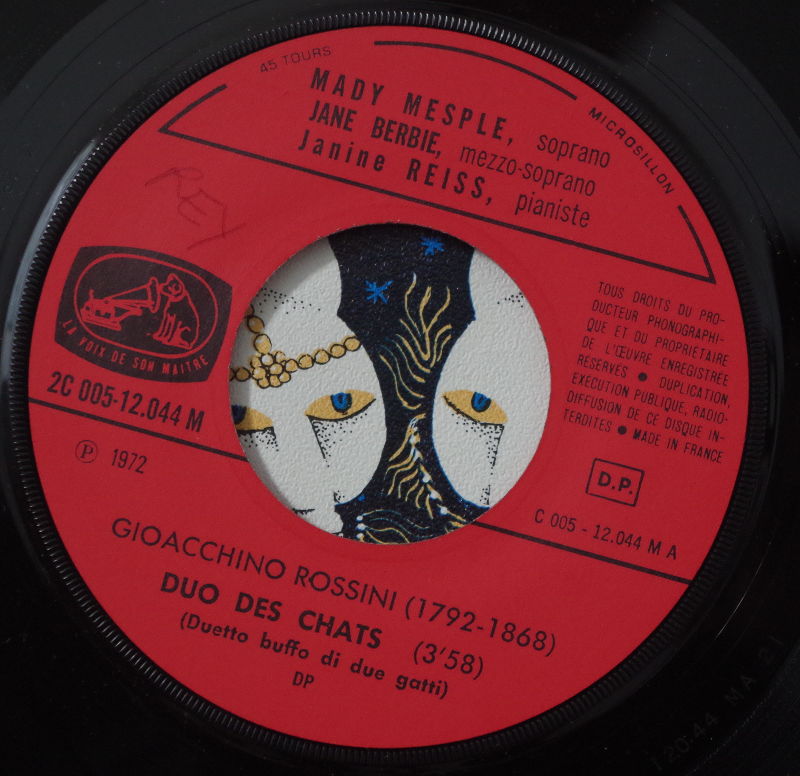 45 TOURS
MICROSILLON
MADY MESPLE, soprano
JANE BERBIE, mezzo-soprano
Janine REISS, pianiste
REY
LA VOIX DE SON MAITRE
2C 005-12.044 M
Ⓟ 1972
TOUS DROITS DU PRO-
DUCTEUR PHONOGRAPHI-
QUE ET DU PROPRIETAIRE
DE L'ŒUVRE ENREGISTREE
RESERVES ● DUPLICATION,
EXECUTION PUBLIQUE, RADIO-
DIFFUSION DE CE DISQUE IN-
TERDITES ● MADE IN FRANCE
D.P.
C 005 - 12.044 M A
GIOACCHINO ROSSINI (1792-1868)
DUO DES CHATS (3'58)
(Duetto buffo di due gatti)
DP
12044 MA 21